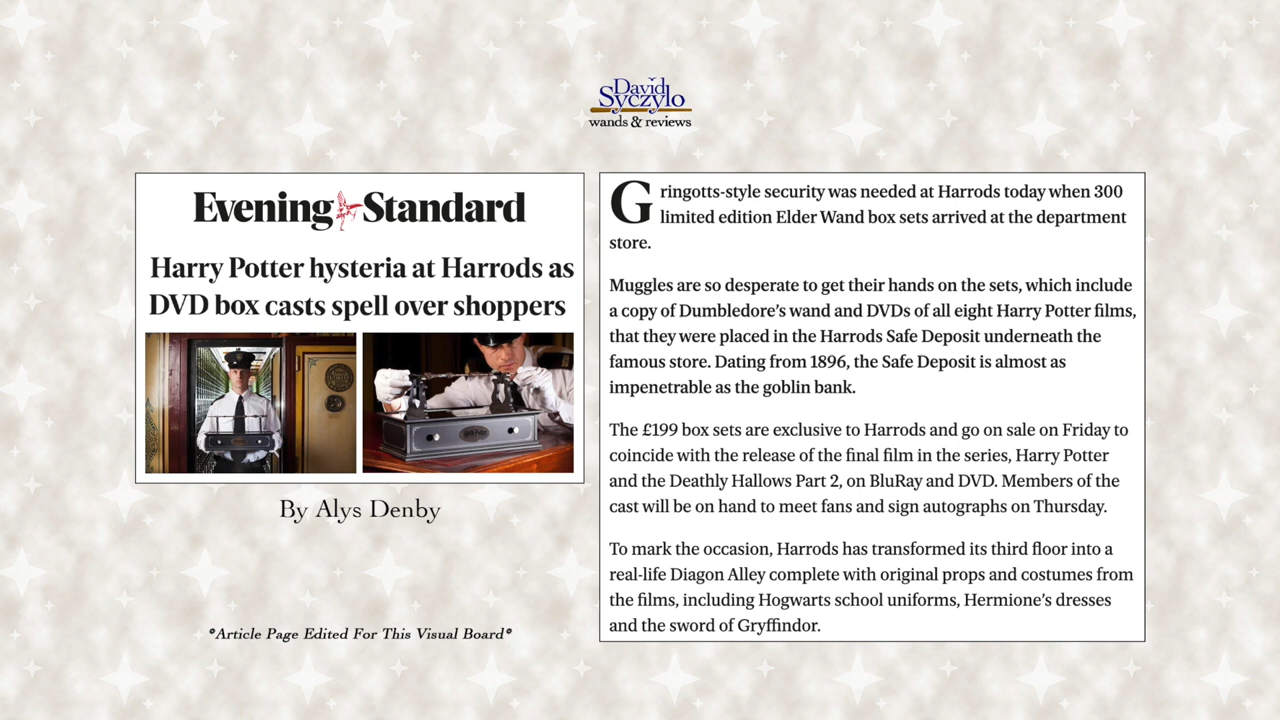 David
Syczylo
wands & reviews
Evening Standard
Harry Potter hysteria at Harrods as
DVD box casts spell over shoppers
By Alys Denby
*Article Page Edited For This Visual Board*
Gringotts-style security was needed at Harrods today when 300
limited edition Elder Wand box sets arrived at the department
store.
Muggles are so desperate to get their hands on the sets, which include
a copy of Dumbledore’s wand and DVDs of all eight Harry Potter films,
that they were placed in the Harrods Safe Deposit underneath the
famous store. Dating from 1896, the Safe Deposit is almost as
impenetrable as the goblin bank.
The £199 box sets are exclusive to Harrods and go on sale on Friday to
coincide with the release of the final film in the series, Harry Potter
and the Deathly Hallows Part 2, on BluRay and DVD. Members of the
cast will be on hand to meet fans and sign autographs on Thursday.
To mark the occasion, Harrods has transformed its third floor into a
real-life Diagon Alley complete with original props and costumes from
the films, including Hogwarts school uniforms, Hermione’s dresses
and the sword of Gryffindor.